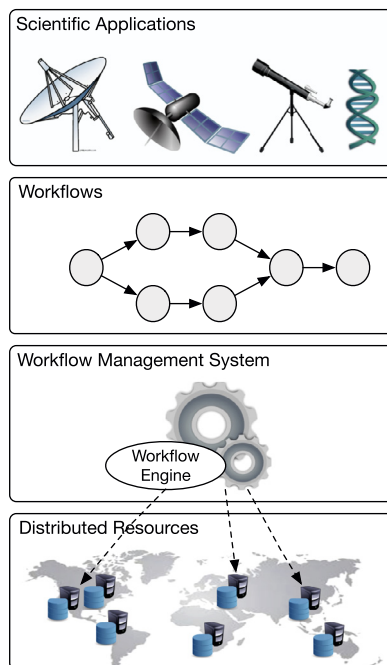 Scientific Applications
Workflows
Workflow Management System
Workflow
Engine
Distributed Resources